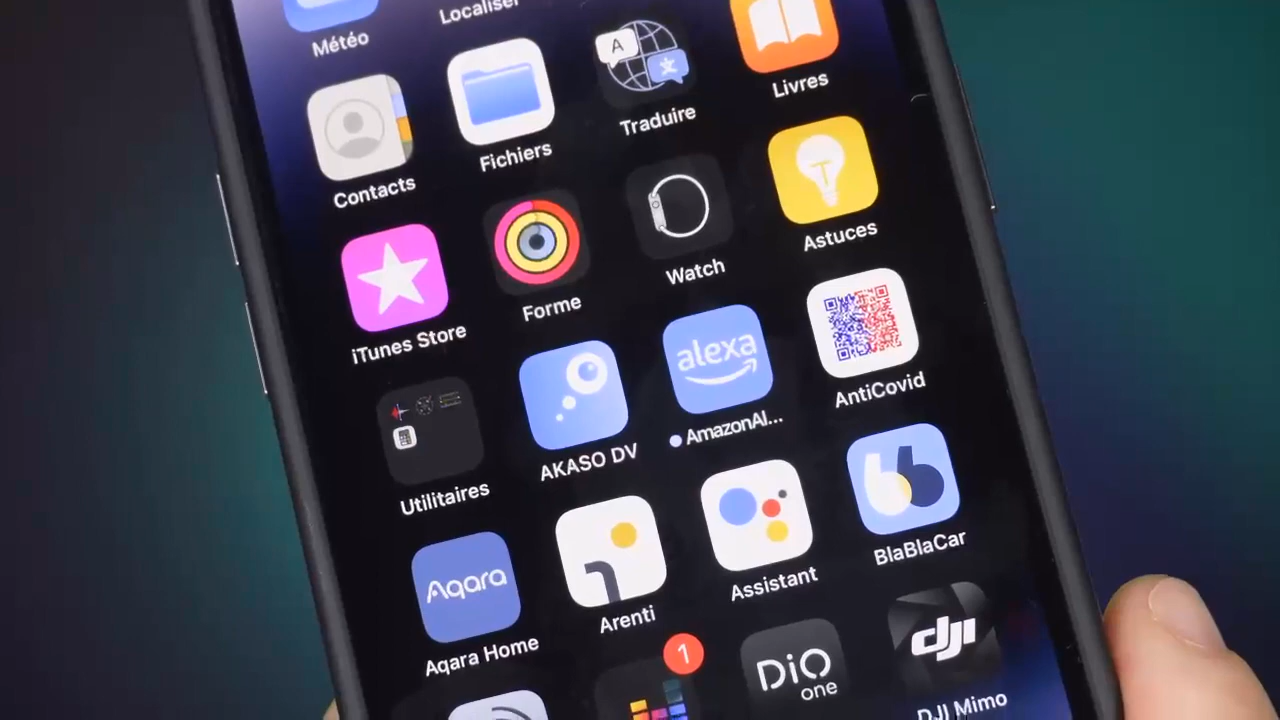 Météo
Localiser
Contacts
Fichiers
A
Traduire
Livres
iTunes Store
Forme
Watch
Astuces
Utilitaires
AKASO DV
alexa
AmazonAl...
AntiCovid
Aqara
Aqara Home
Arenti
Assistant
BlaBlaCar
1
DiO
one
dji
DJI Mimo